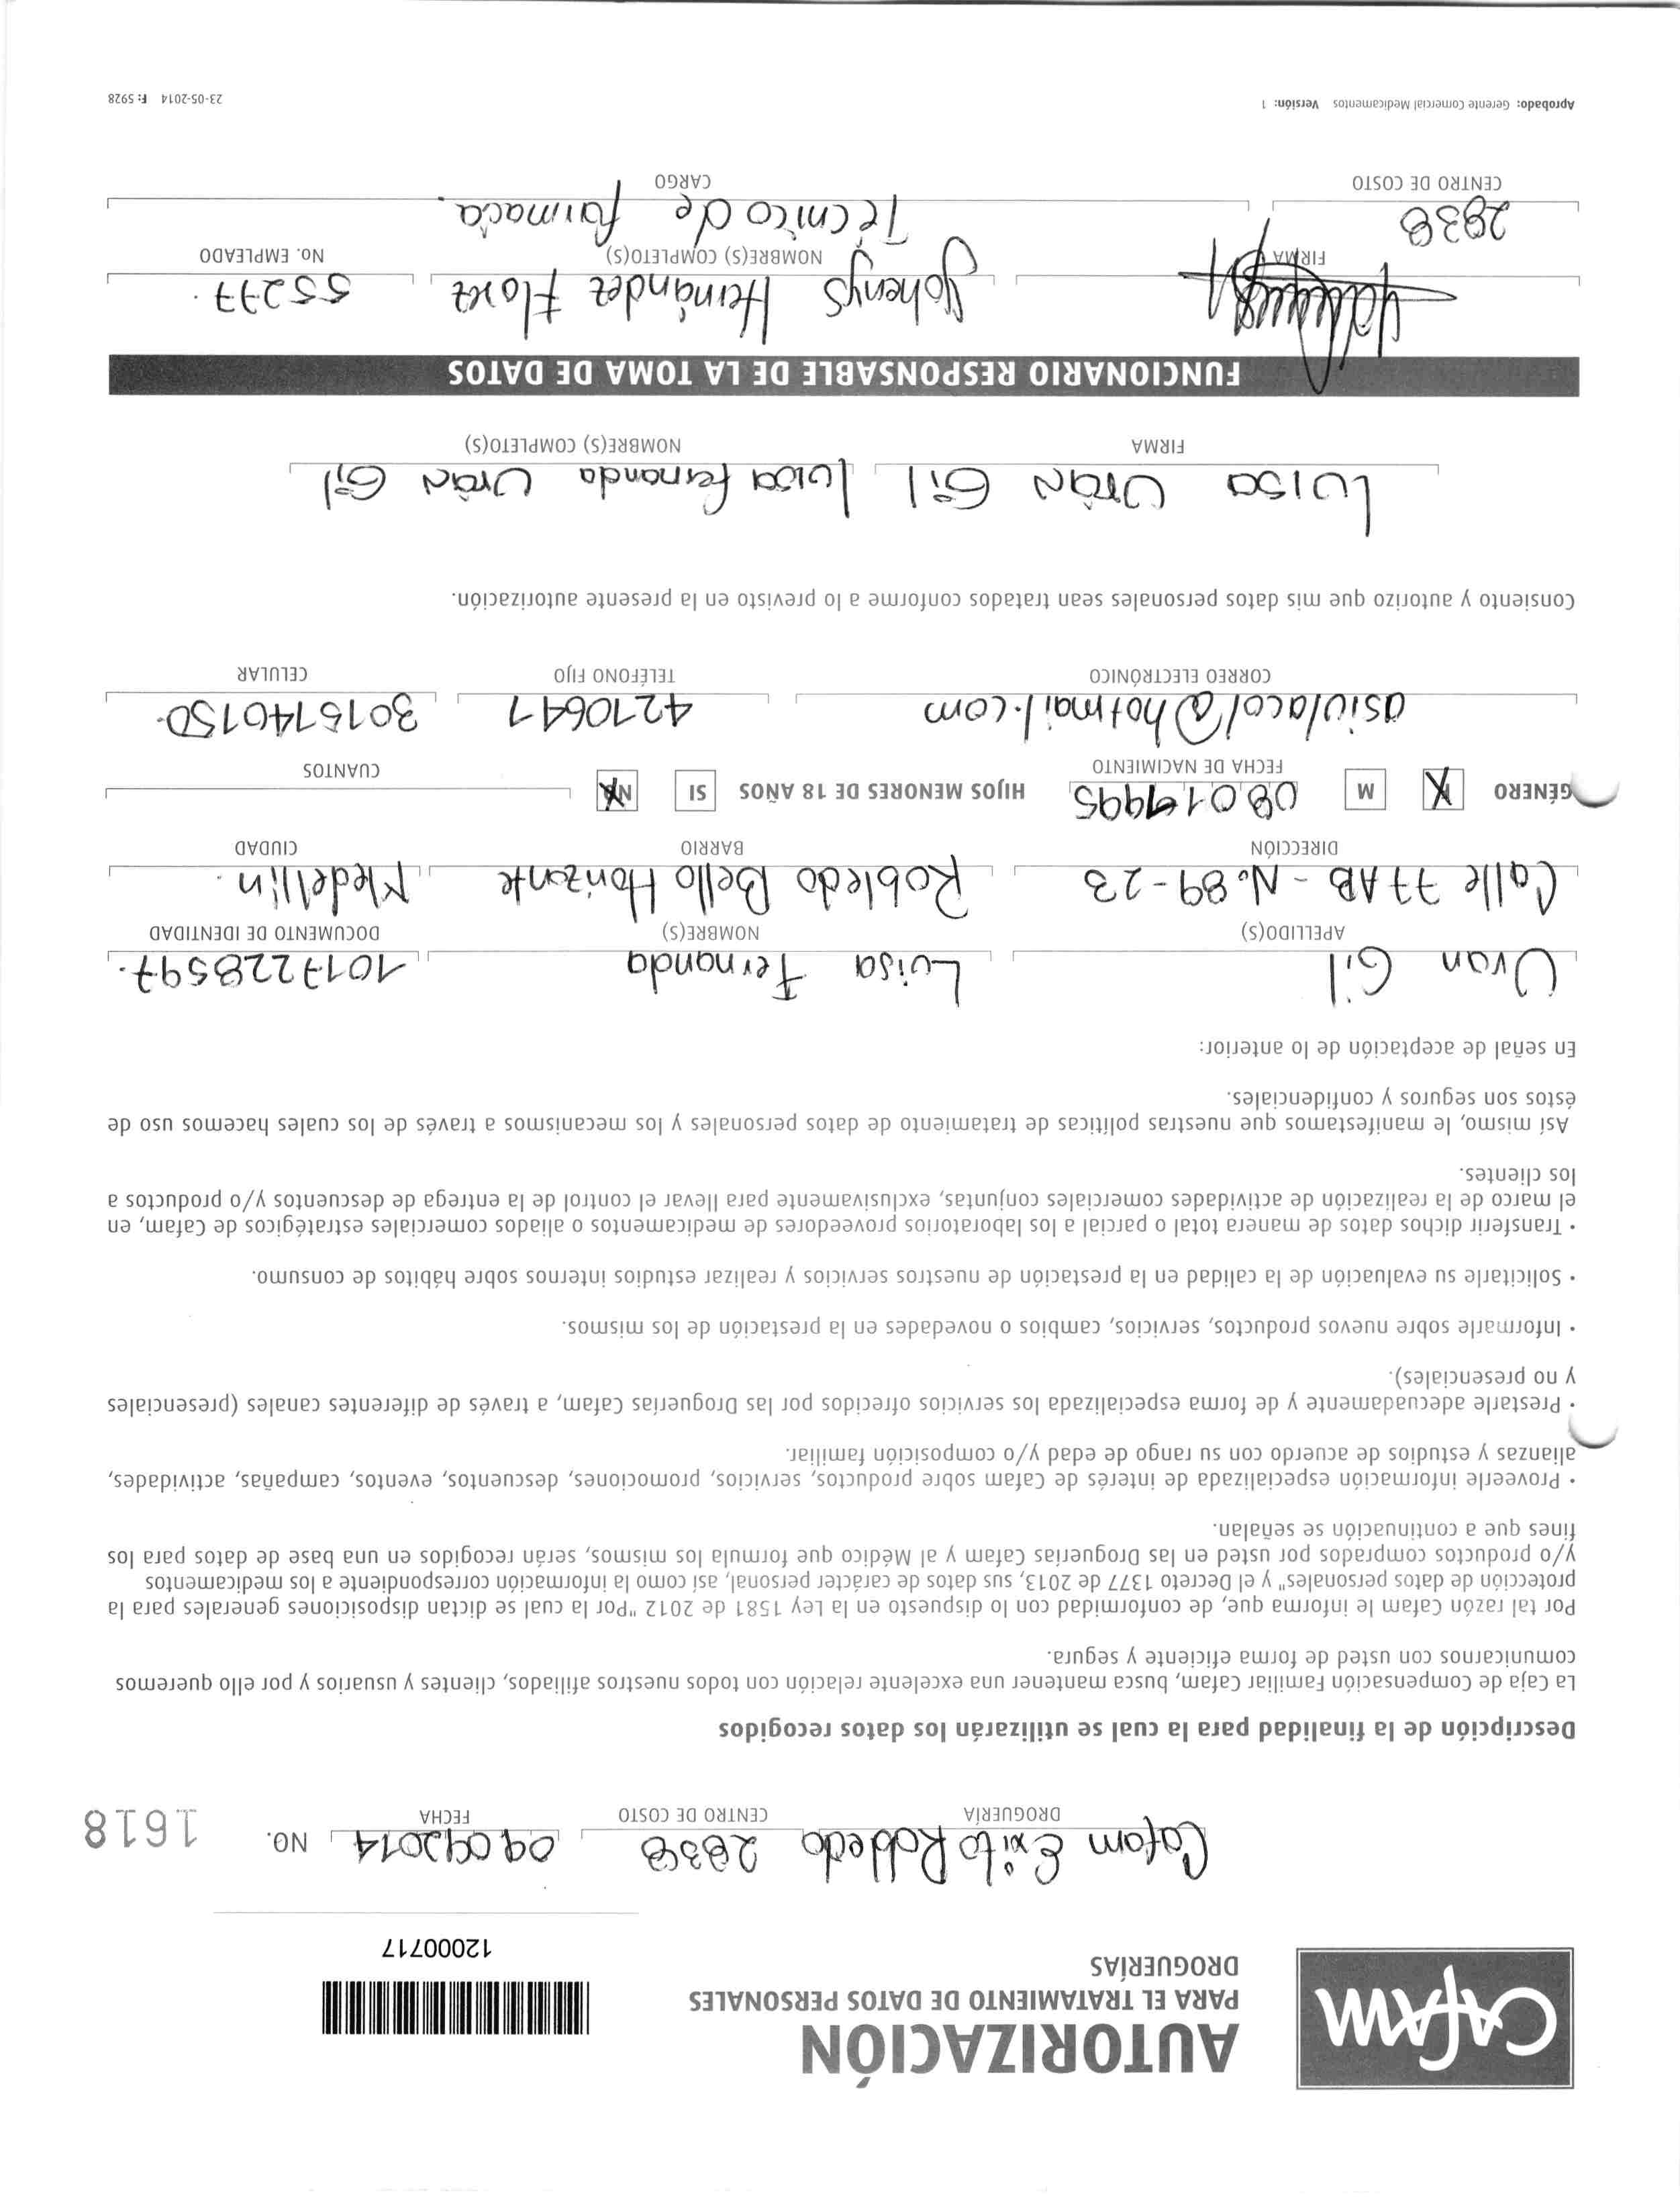 CAFAM
AUTORIZACIÓN
PARA EL TRATAMIENTO DE DATOS PERSONALES
DROGUERÍAS
12000717
Cafam Exito Robledo 2838 09092014 NO. 1618
DROGUERÍA CENTRO DE COSTO FECHA
Descripción de la finalidad para la cual se utilizarán los datos recogidos
La Caja de Compensación Familiar Cafam, busca mantener una excelente relación con todos nuestros afiliados, clientes y usuarios y por ello queremos
comunicarnos con usted de forma eficiente y segura.
Por tal razón Cafam le informa que, de conformidad con lo dispuesto en la Ley 1581 de 2012 "Por la cual se dictan disposiciones generales para la
protección de datos personales" y el Decreto 1377 de 2013, sus datos de carácter personal, así como la información correspondiente a los medicamentos
y/o productos comprados por usted en las Droguerías Cafam y al Médico que formula los mismos, serán recogidos en una base de datos para los
fines que a continuación se señalan.
• Proveerle información especializada de interés de Cafam sobre productos, servicios, promociones, descuentos, eventos, campañas, actividades,
alianzas y estudios de acuerdo con su rango de edad y/o composición familiar.
• Prestarle adecuadamente y de forma especializada los servicios ofrecidos por las Droguerías Cafam, a través de diferentes canales (presenciales
y no presenciales).
• Informarle sobre nuevos productos, servicios, cambios o novedades en la prestación de los mismos.
• Solicitarle su evaluación de la calidad en la prestación de nuestros servicios y realizar estudios internos sobre hábitos de consumo.
• Transferir dichos datos de manera total o parcial a los laboratorios proveedores de medicamentos o aliados comerciales estratégicos de Cafam, en
el marco de la realización de actividades comerciales conjuntas, exclusivamente para llevar el control de la entrega de descuentos y/o productos a
los clientes.
Así mismo, le manifestamos que nuestras políticas de tratamiento de datos personales y los mecanismos a través de los cuales hacemos uso de
éstos son seguros y confidenciales.
En señal de aceptación de lo anterior:
Uran Gil Luisa Fernanda 1017228597.
APELLIDO(S) NOMBRE(S) DOCUMENTO DE IDENTIDAD
Calle 77AB - No 89-23 Robledo Bello Horizonte Medellin.
DIRECCIÓN BARRIO CIUDAD
GÉNERO X M 08011995 HIJOS MENORES DE 18 AÑOS SI NO X
FECHA DE NACIMIENTO CUANTOS
asiulacol@hotmail.com 4210641 3015740150.
CORREO ELECTRÓNICO TELÉFONO FIJO CELULAR
Consiento y autorizo que mis datos personales sean tratados conforme a lo previsto en la presente autorización.
Luisa Urán Gil luisa fernanda Urán Gil
FIRMA NOMBRE(S) COMPLETO(S)
FUNCIONARIO RESPONSABLE DE LA TOMA DE DATOS
Yohenys Hernández Florez 55277.
FIRMA NOMBRE(S) COMPLETO(S) NO. EMPLEADO
2838 Técnico de farmacia.
CENTRO DE COSTO CARGO
Aprobado: Gerente Comercial Medicamentos Versión: 1 23-05-2014 F: 5928